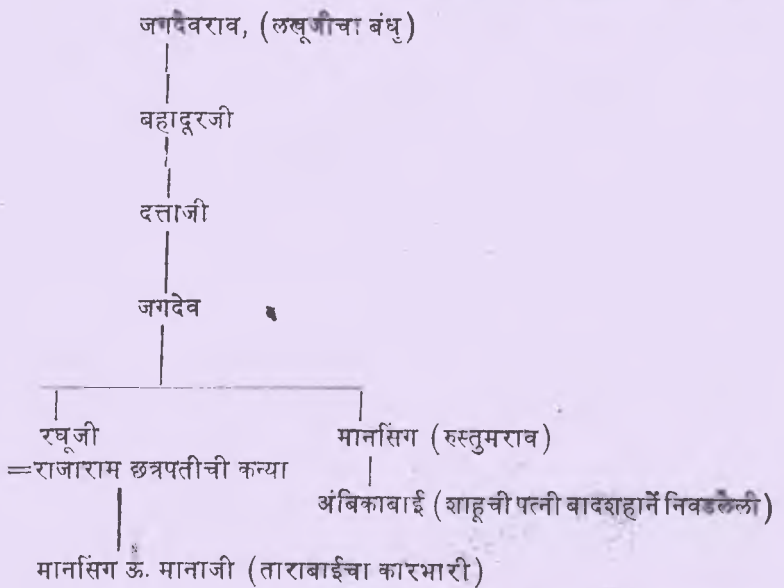 जगदेवराव, (लखूजीचा बंधु)
बहादूरजी
दत्ताजी
जगदेव
रघूजी मानसिंग (रुस्तुमराव)
=राजाराम छत्रपतीची कन्या
अंबिकाबाई (शाहूची पत्नी बादशहानें निवडलेली)
मानसिंग ऊ. मानाजी (ताराबाईचा कारभारी)